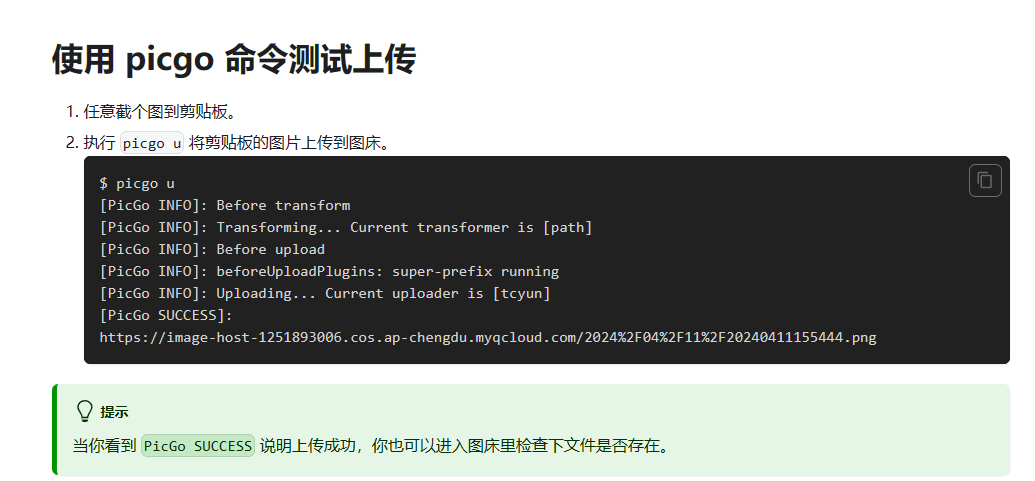 使用 picgo 命令测试上传
1. 任意截个图到剪贴板。
2. 执行 picgo u 将剪贴板的图片上传到图床。
$ picgo u
[PicGo INFO]: Before transform
[PicGo INFO]: Transforming... Current transformer is [path]
[PicGo INFO]: Before upload
[PicGo INFO]: beforeUploadPlugins: super-prefix running
[PicGo INFO]: Uploading... Current uploader is [tcyun]
[PicGo SUCCESS]:
https://image-host-1251893006.cos.ap-chengdu.myqcloud.com/2024%2F04%2F11%2F20240411155444.png
提示
当你看到 PicGo SUCCESS 说明上传成功，你也可以进入图床里检查下文件是否存在。